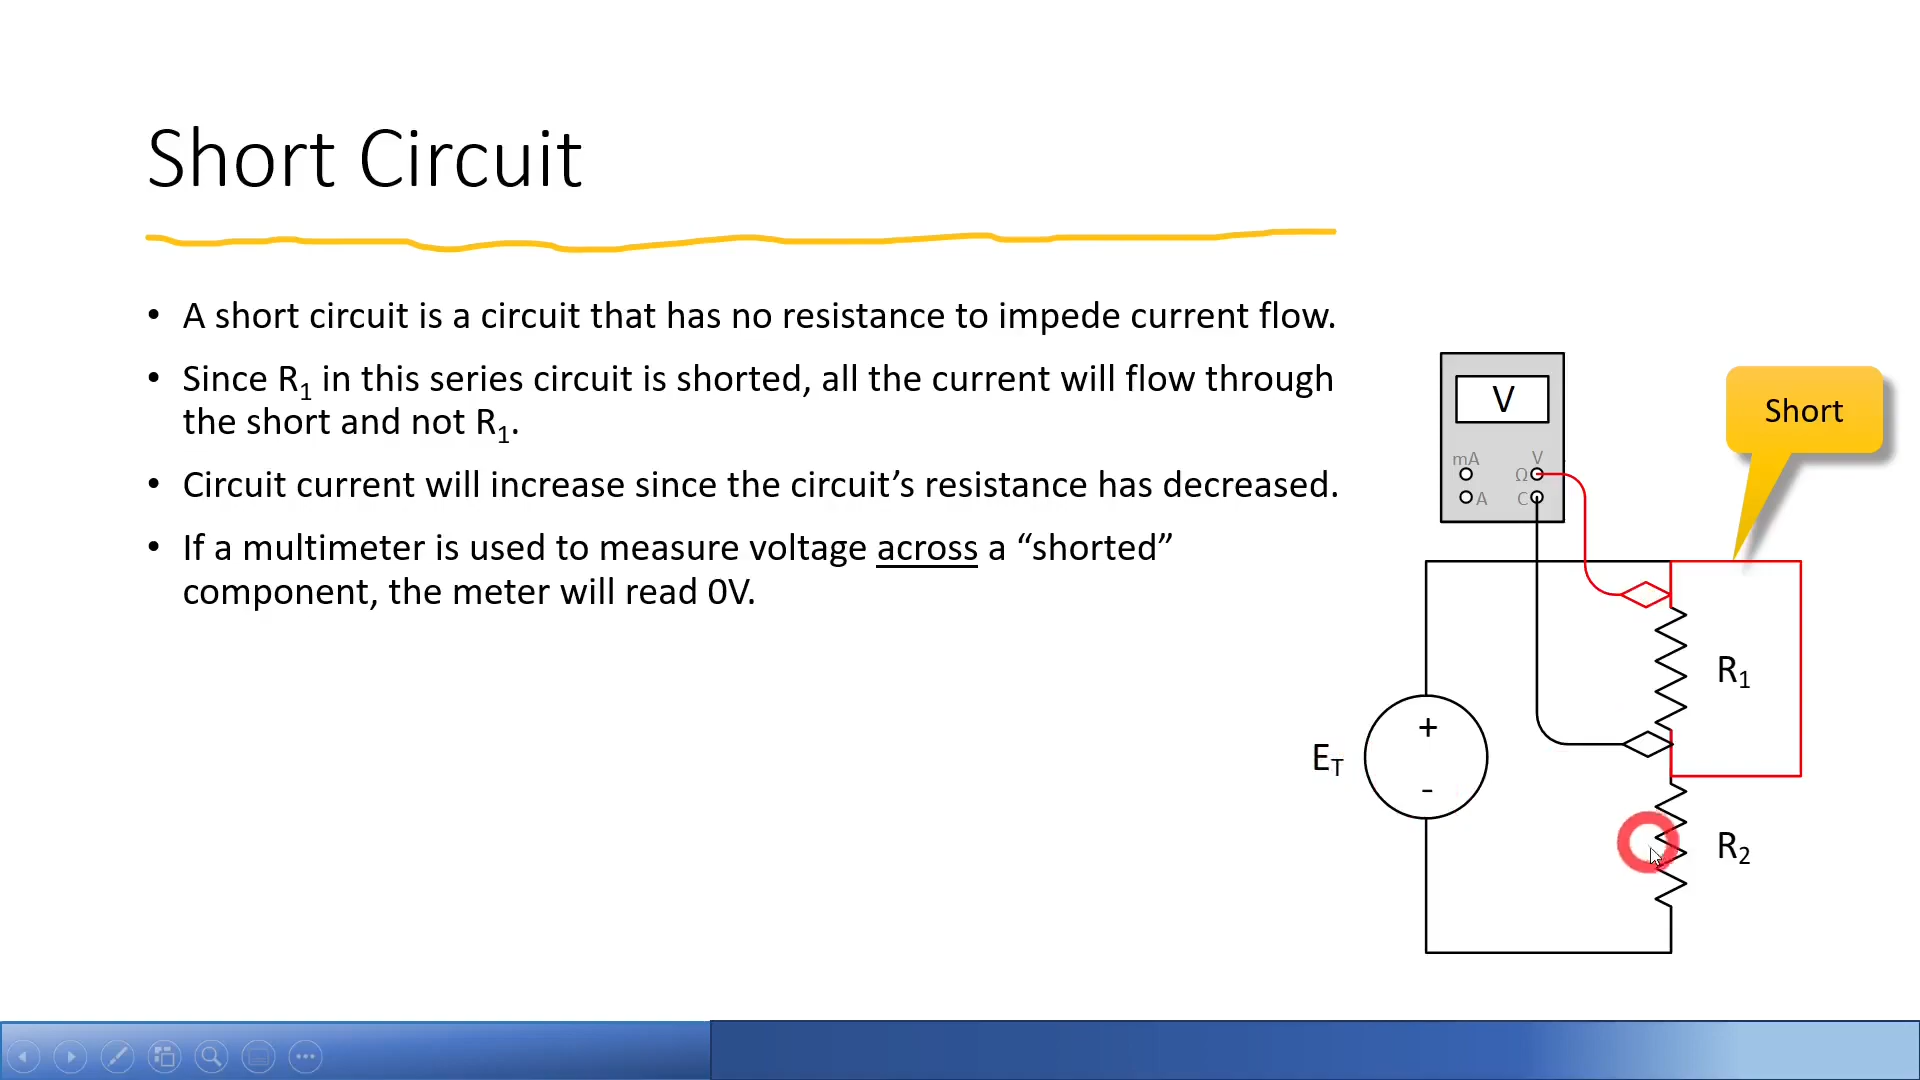 Short Circuit
• A short circuit is a circuit that has no resistance to impede current flow.
• Since R₁ in this series circuit is shorted, all the current will flow through
the short and not R₁.
• Circuit current will increase since the circuit’s resistance has decreased.
• If a multimeter is used to measure voltage across a “shorted”
component, the meter will read 0V.
V
Short
mA V
Ω
A C
R₁
+
E_T
-
R₂